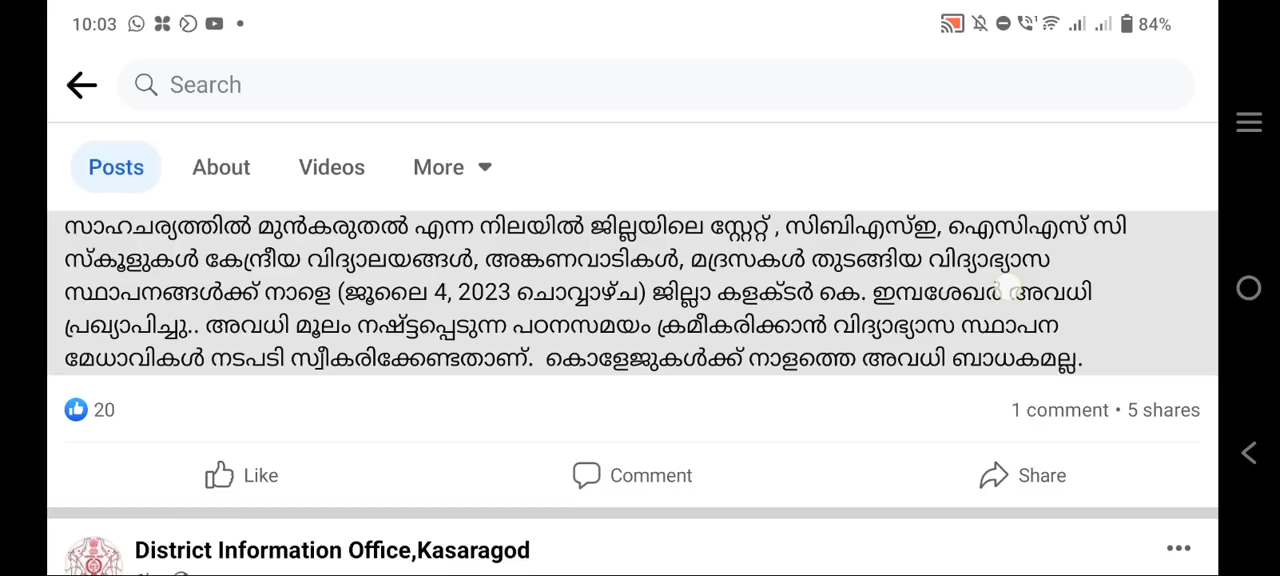 10:03
84%
Search
Posts About Videos More
സാഹചര്യത്തിൽ മുൻകരുതൽ എന്ന നിലയിൽ ജില്ലയിലെ സ്റ്റേറ്റ് , സിബിഎസ്ഇ, ഐസിഎസ് സി
സ്കൂളുകൾ കേന്ദ്രീയ വിദ്യാലയങ്ങൾ, അങ്കണവാടികൾ, മദ്രസകൾ തുടങ്ങിയ വിദ്യാഭ്യാസ
സ്ഥാപനങ്ങൾക്ക് നാളെ (ജൂലൈ 4, 2023 ചൊവ്വാഴ്ച) ജില്ലാ കളക്ടർ കെ. ഇമ്പശേഖർ അവധി
പ്രഖ്യാപിച്ചു.. അവധി മൂലം നഷ്ട്ടപ്പെടുന്ന പഠനസമയം ക്രമീകരിക്കാൻ വിദ്യാഭ്യാസ സ്ഥാപന
മേധാവികൾ നടപടി സ്വീകരിക്കേണ്ടതാണ്. കൊളേജുകൾക്ക് നാളത്തെ അവധി ബാധകമല്ല.
20 1 comment • 5 shares
Like Comment Share
District Information Office,Kasaragod